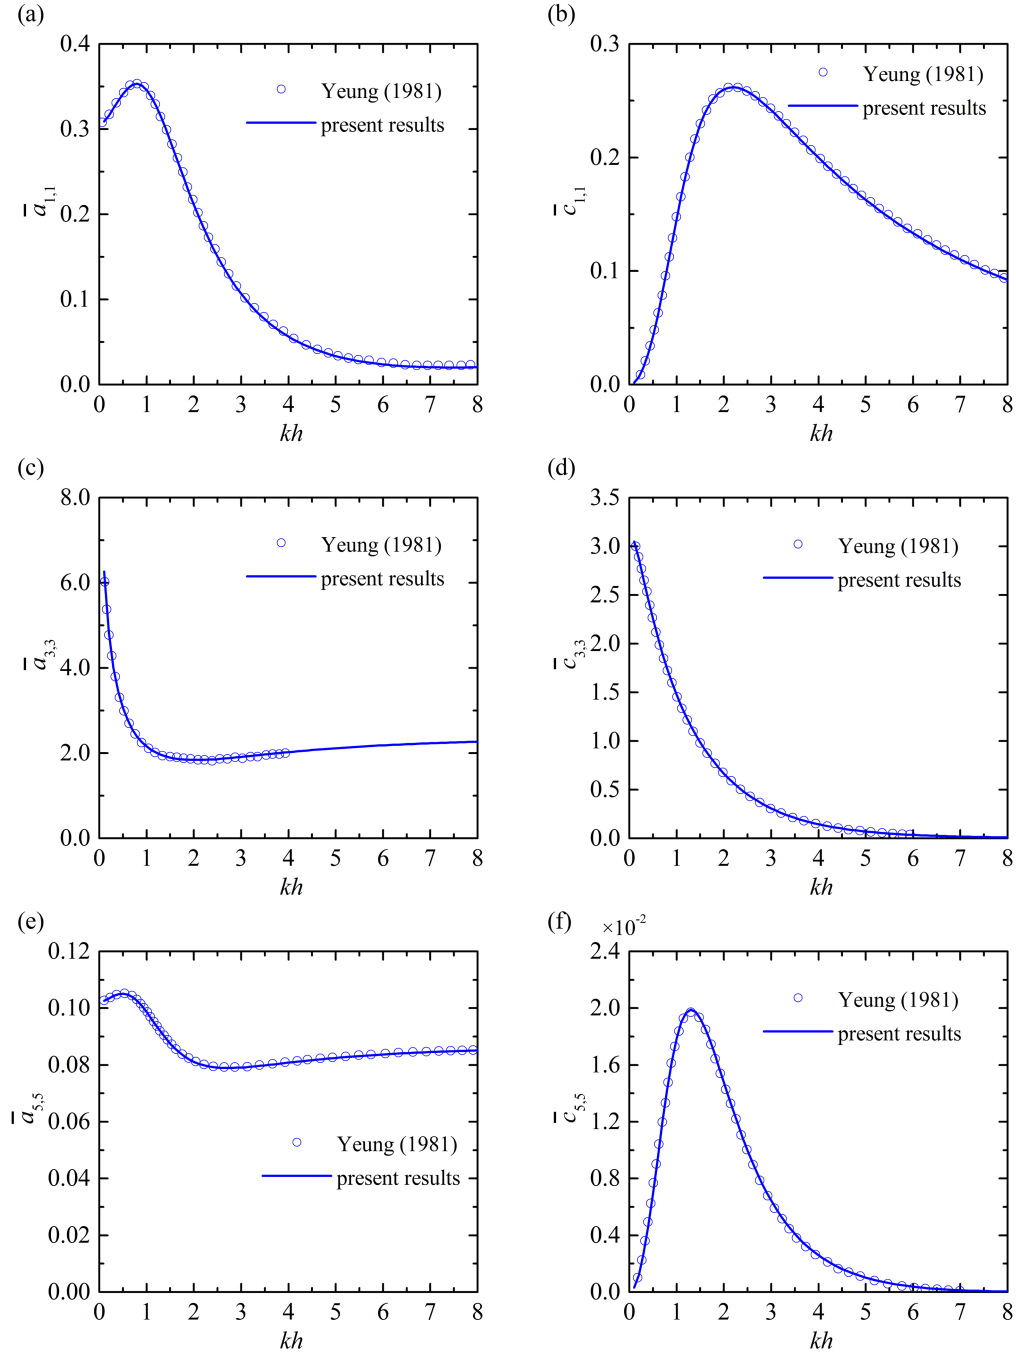 (a)
0.4
0.3
0.2
0.1
0.0
a̅1,1
Yeung (1981)
present results
0 1 2 3 4 5 6 7 8
kh
(b)
0.3
0.2
0.1
0.0
c̅1,1
Yeung (1981)
present results
0 1 2 3 4 5 6 7 8
kh
(c)
8.0
6.0
4.0
2.0
0.0
a̅3,3
Yeung (1981)
present results
0 1 2 3 4 5 6 7 8
kh
(d)
3.5
3.0
2.5
2.0
1.5
1.0
0.5
0.0
c̅3,3
Yeung (1981)
present results
0 1 2 3 4 5 6 7 8
kh
(e)
0.12
0.10
0.08
0.06
0.04
0.02
0.00
a̅5,5
Yeung (1981)
present results
0 1 2 3 4 5 6 7 8
kh
(f)
×10⁻²
2.4
2.0
1.6
1.2
0.8
0.4
0.0
c̅5,5
Yeung (1981)
present results
0 1 2 3 4 5 6 7 8
kh